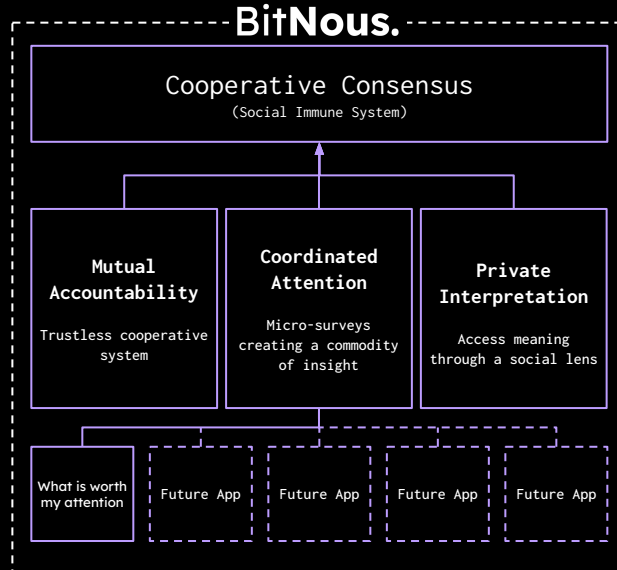 BitNous.
Cooperative Consensus
(Social Immune System)
Mutual
Accountability
Trustless cooperative
system
Coordinated
Attention
Micro-surveys
creating a commodity
of insight
Private
Interpretation
Access meaning
through a social lens
What is worth
my attention
Future App
Future App
Future App
Future App